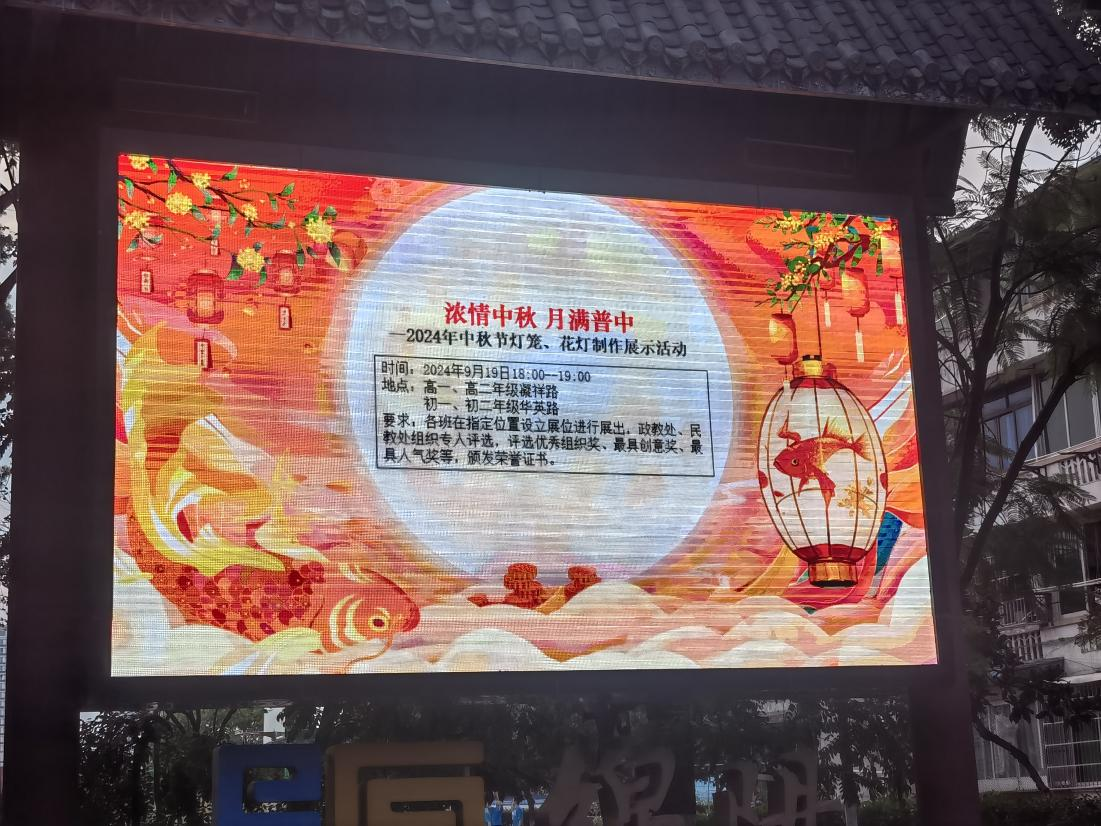 浓情中秋 月满普中
—2024年中秋节灯笼、花灯制作展示活动
时间：2024年9月19日18:00--19:00
地点：高一、高二年级凝祥路
初一、初二年级华英路
要求：各班在指定位置设立展位进行展出，政教处、民
教处组织专人评选，评选优秀组织奖、最具创意奖、最
具人气奖等，颁发荣誉证书。